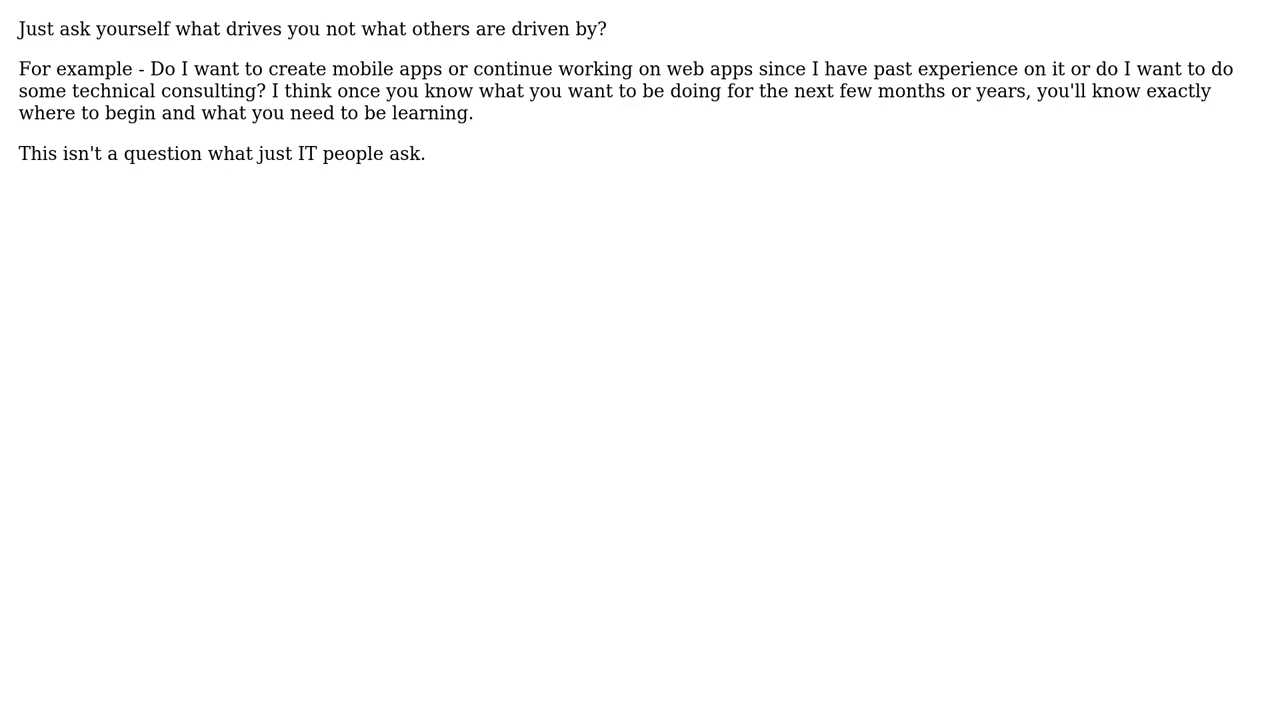 Just ask yourself what drives you not what others are driven by?
For example - Do I want to create mobile apps or continue working on web apps since I have past experience on it or do I want to do
some technical consulting? I think once you know what you want to be doing for the next few months or years, you'll know exactly
where to begin and what you need to be learning.
This isn't a question what just IT people ask.